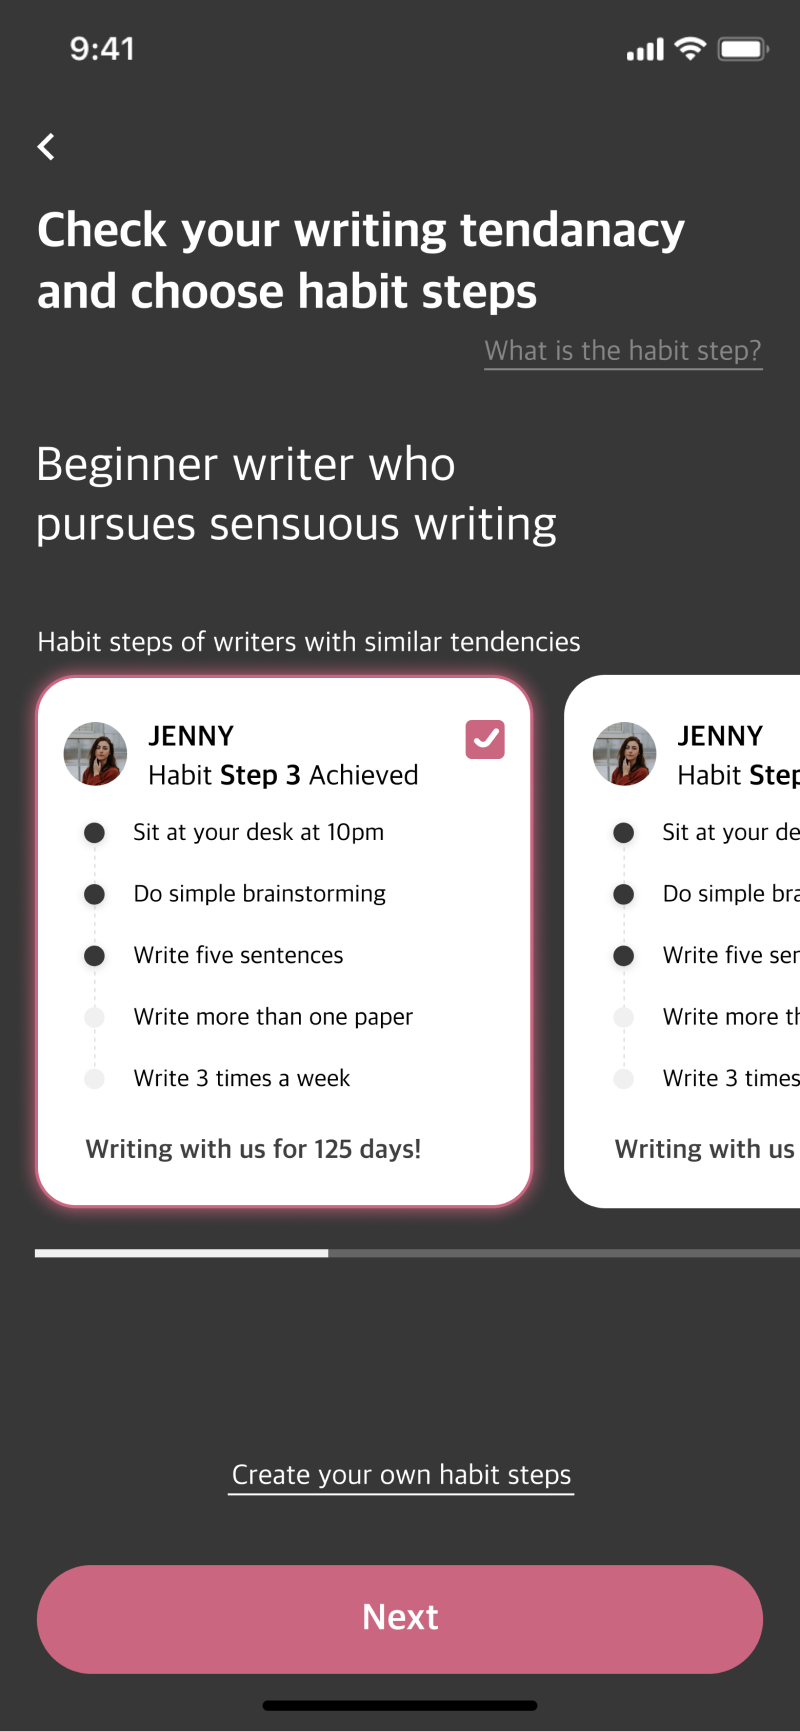 9:41
Check your writing tendanacy
and choose habit steps
What is the habit step?
Beginner writer who
pursues sensuous writing
Habit steps of writers with similar tendencies
JENNY
Habit Step 3 Achieved
Sit at your desk at 10pm
Do simple brainstorming
Write five sentences
Write more than one paper
Write 3 times a week
Writing with us for 125 days!
JENNY
Habit Step
Sit at your de
Do simple bra
Write five sen
Write more th
Write 3 times
Writing with us
Create your own habit steps
Next